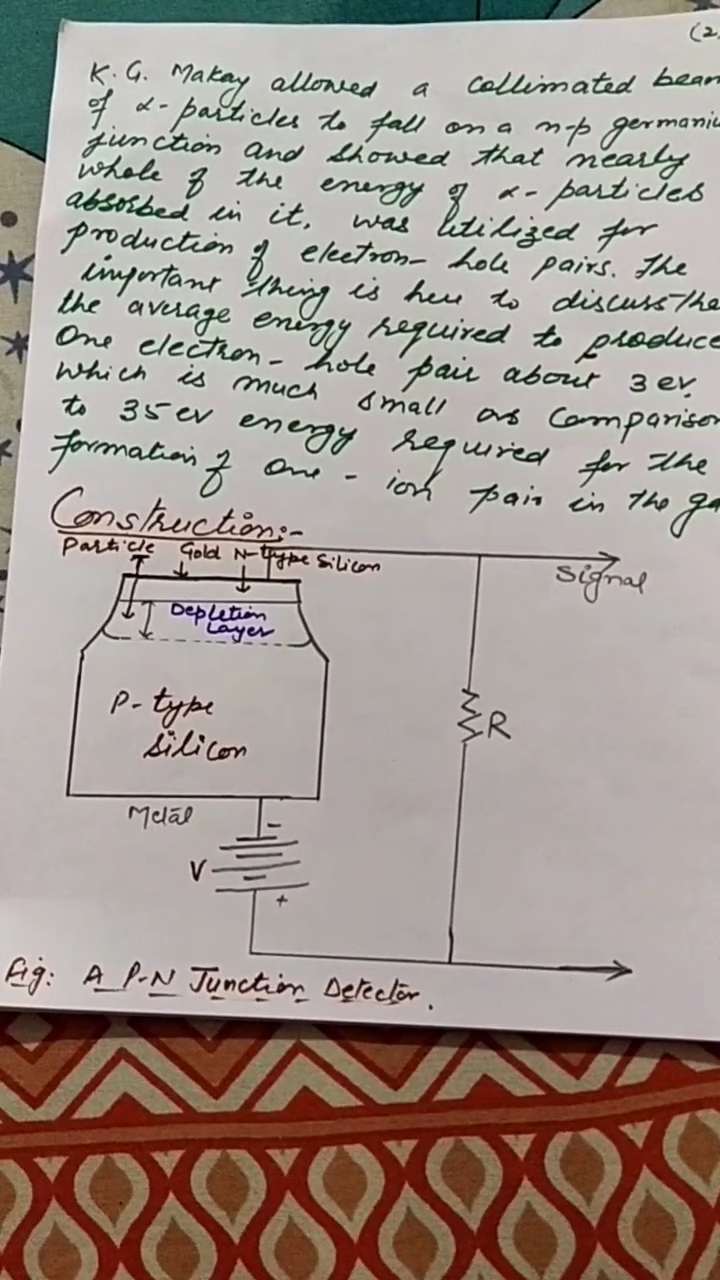 (2.
K. G. Makay allowed a collimated beam
of α-particles to fall on a n-p germaniu
junction and showed that nearly
whole of the energy of α- particles
absorbed in it, was utilized for
production of electron- hole pairs. The
important thing is here to discuss the
the average energy required to produce
One electron- hole pair about 3 ev.
which is much small as comparison
to 35 ev energy required for the
formation of one - ion pair in the ga
Construction:-
Particle Gold N-type Silicon
Signal
Depletion
Layer
P-type
Silicon
R
Metal
-
V
+
Fig: A P-N Junction Detector.